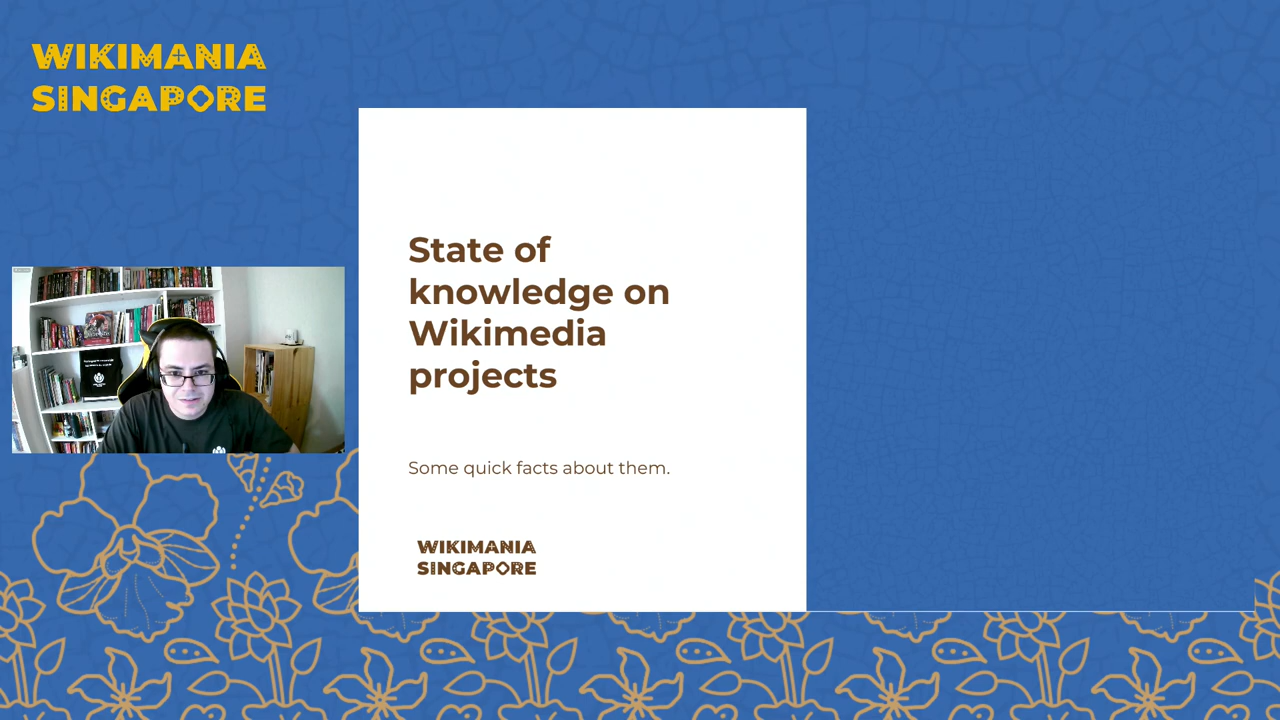 WIKIMANIA
SINGAPORE
State of
knowledge on
Wikimedia
projects
Some quick facts about them.
WIKIMANIA
SINGAPORE